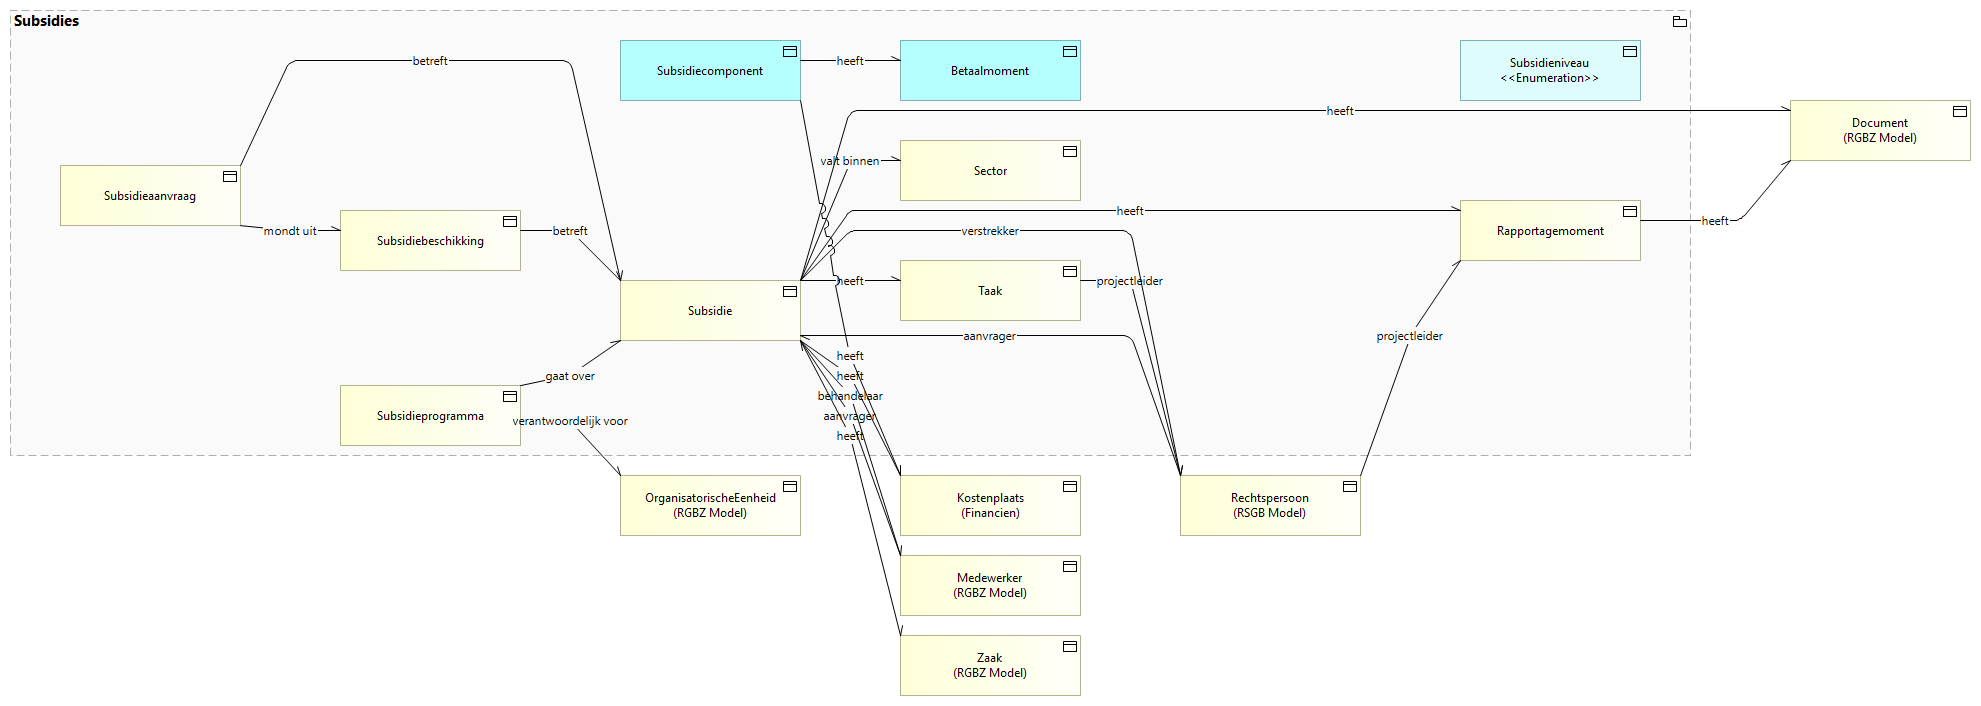 Subsidies
Subsidiecomponent
heeft
Betaalmoment
Subsidieniveau
<<Enumeration>>
betreft
heeft
Document
(RGBZ Model)
valt binnen
Sector
Subsidieaanvraag
mondt uit
Subsidiebeschikking
betreft
heeft
verstrekker
Rapportagemoment
heeft
Subsidie
heeft
Taak
projectleider
aanvrager
projectleider
heeft
heeft
behandelaar
aanvrager
heeft
gaat over
Subsidieprogramma
verantwoordelijk voor
OrganisatorischeEenheid
(RGBZ Model)
Kostenplaats
(Financien)
Rechtspersoon
(RSGB Model)
Medewerker
(RGBZ Model)
Zaak
(RGBZ Model)